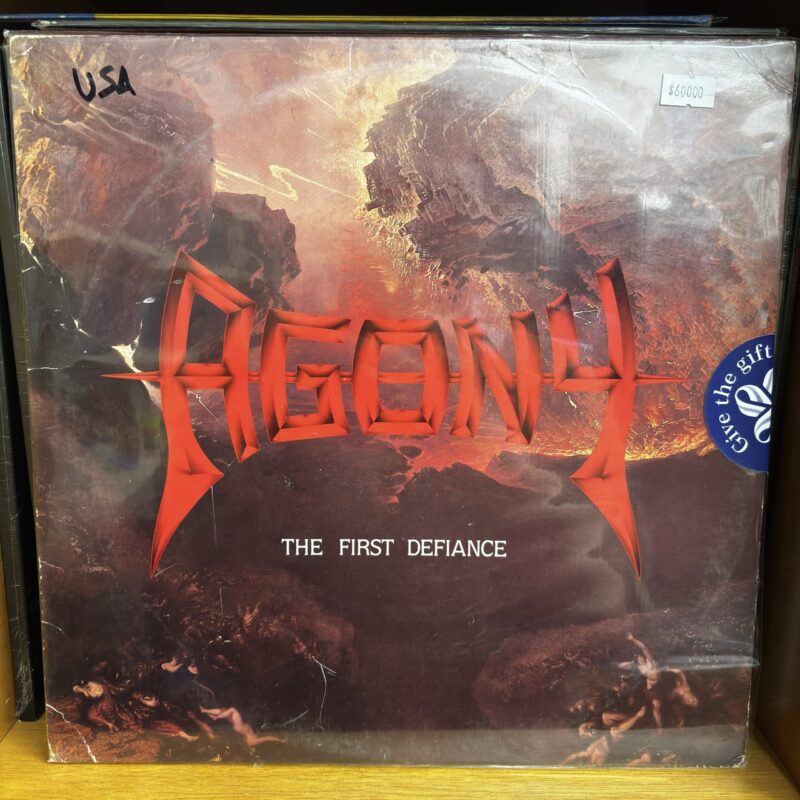 USA
$60000
AGONY
Give the gift
THE FIRST DEFIANCE